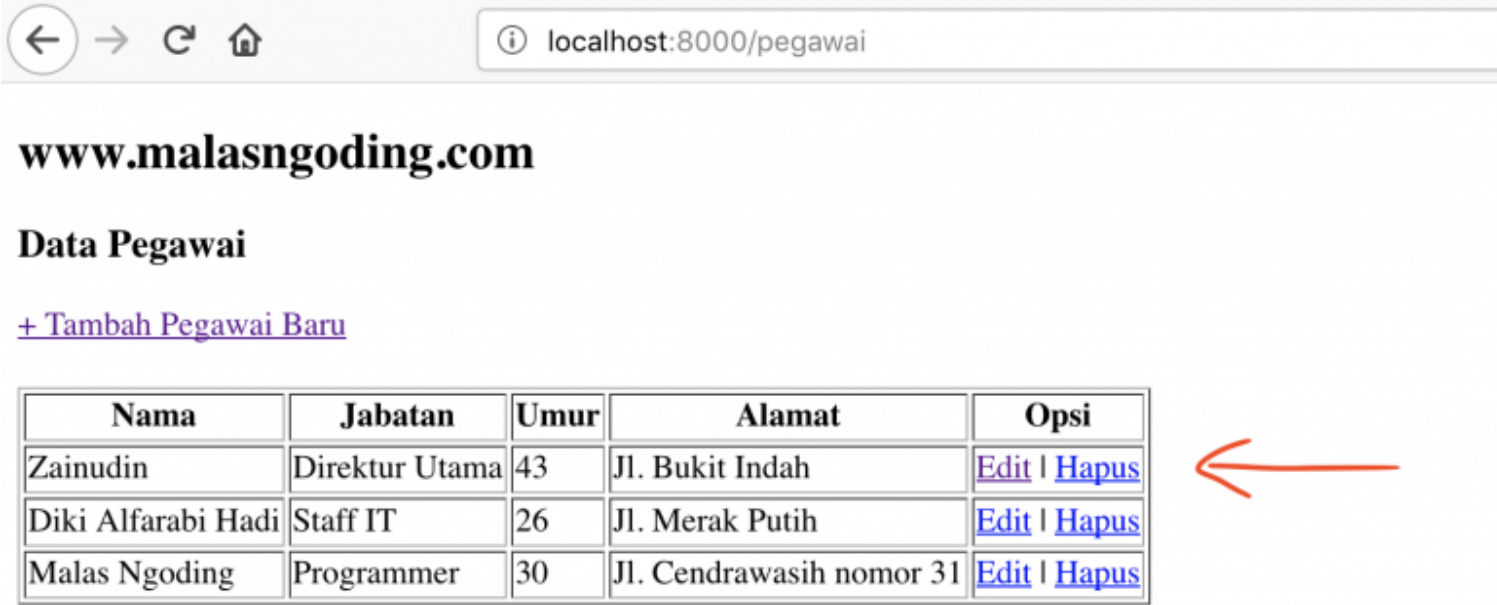 localhost:8000/pegawai
www.malasngoding.com
Data Pegawai
+ Tambah Pegawai Baru
Nama Jabatan Umur Alamat Opsi
Zainudin Direktur Utama 43 Jl. Bukit Indah Edit | Hapus
Diki Alfarabi Hadi Staff IT 26 Jl. Merak Putih Edit | Hapus
Malas Ngoding Programmer 30 Jl. Cendrawasih nomor 31 Edit | Hapus